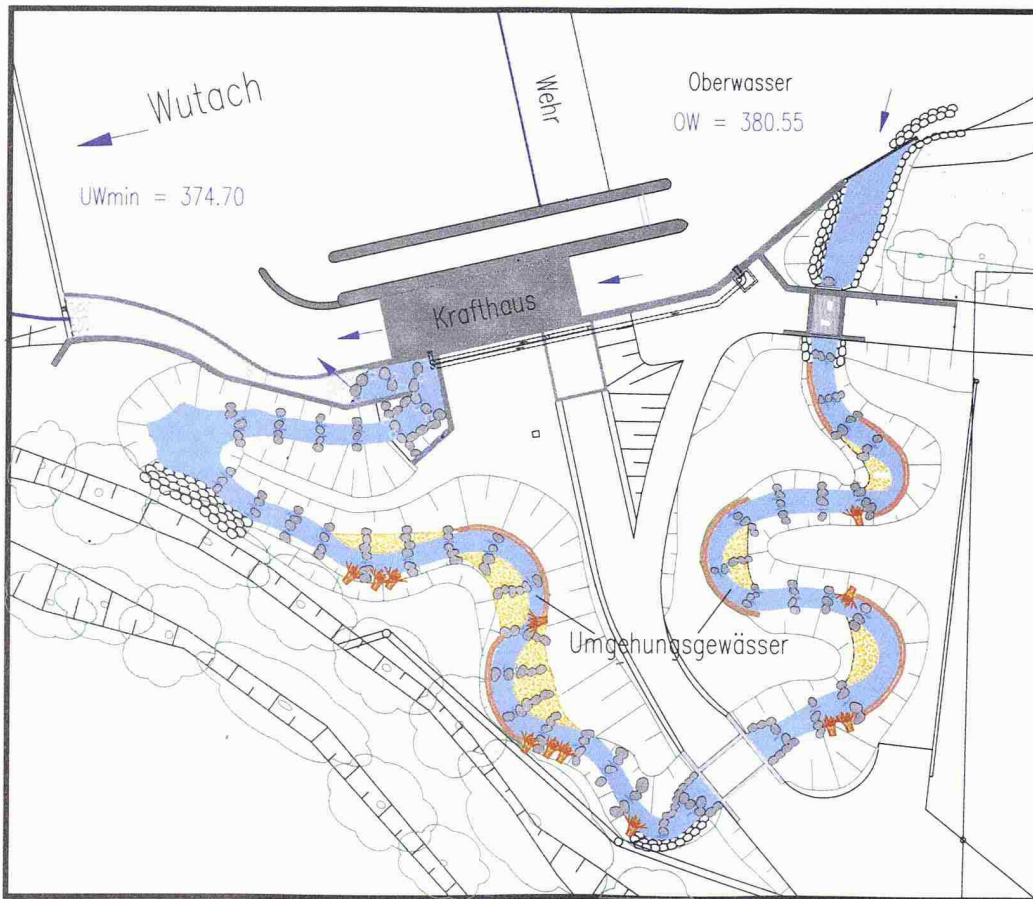 Wutach
UWmin = 374.70
Wehr
Oberwasser
OW = 380.55
Krafthaus
Umgehungsgewässer